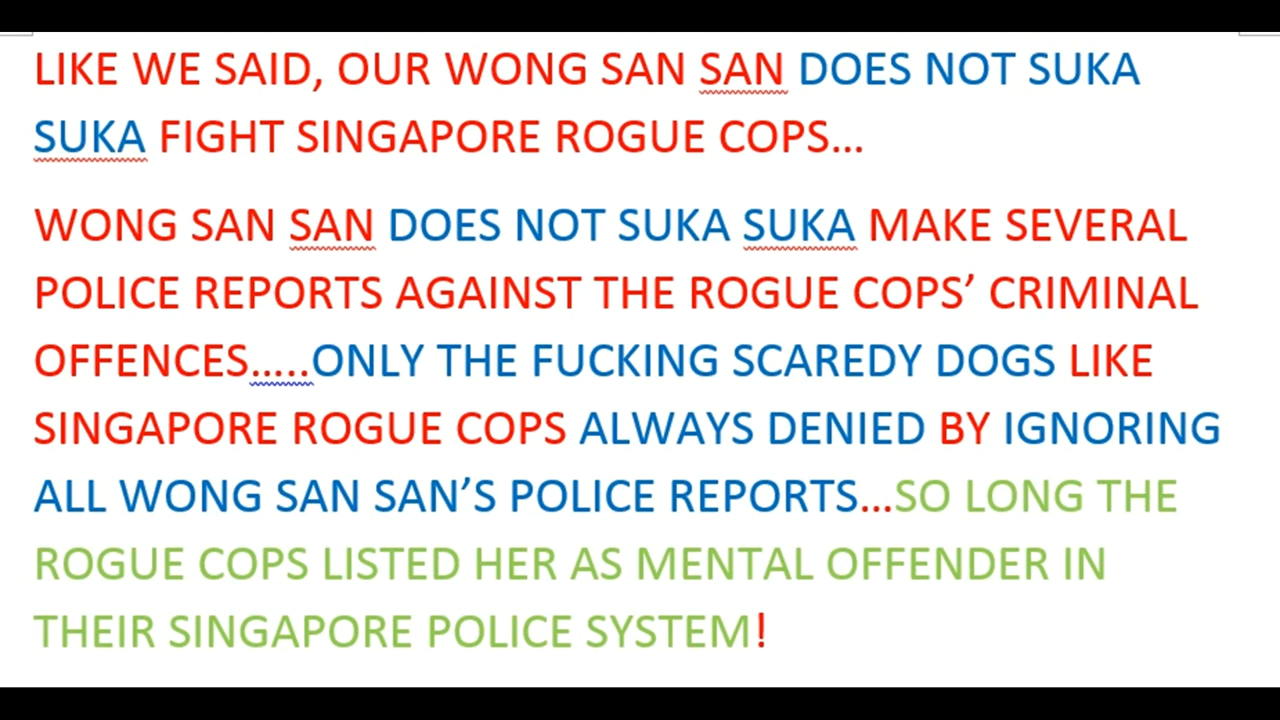 LIKE WE SAID, OUR WONG SAN SAN DOES NOT SUKA
SUKA FIGHT SINGAPORE ROGUE COPS...
WONG SAN SAN DOES NOT SUKA SUKA MAKE SEVERAL
POLICE REPORTS AGAINST THE ROGUE COPS’ CRIMINAL
OFFENCES…..ONLY THE FUCKING SCAREDY DOGS LIKE
SINGAPORE ROGUE COPS ALWAYS DENIED BY IGNORING
ALL WONG SAN SAN’S POLICE REPORTS…SO LONG THE
ROGUE COPS LISTED HER AS MENTAL OFFENDER IN
THEIR SINGAPORE POLICE SYSTEM!